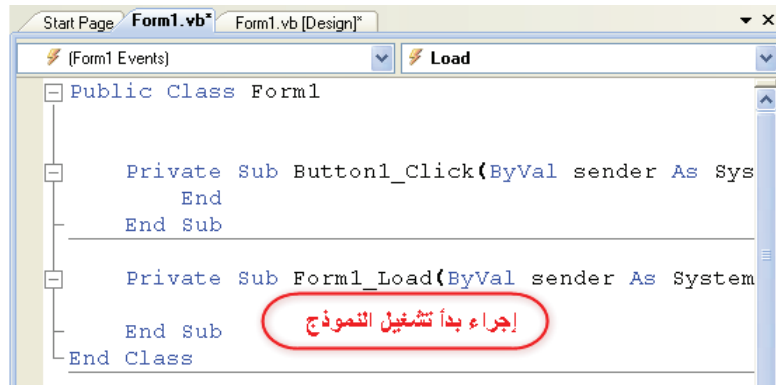 Start Page Form1.vb* Form1.vb [Design]*
(Form1 Events) Load
Public Class Form1
Private Sub Button1_Click(ByVal sender As Sys
End
End Sub
Private Sub Form1_Load(ByVal sender As System
إجراء بدأ تشغيل النموذج
End Sub
End Class